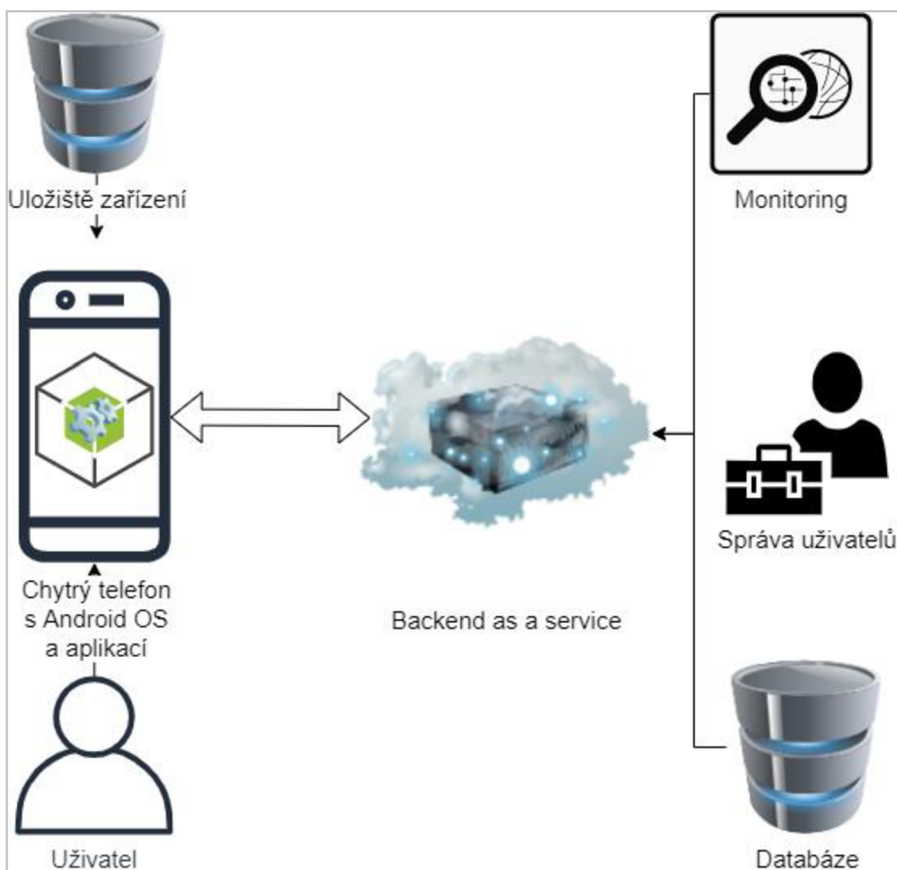 Uložiště zařízení
Monitoring
Chytrý telefon
s Android OS
a aplikací
Backend as a service
Správa uživatelů
Uživatel
Databáze